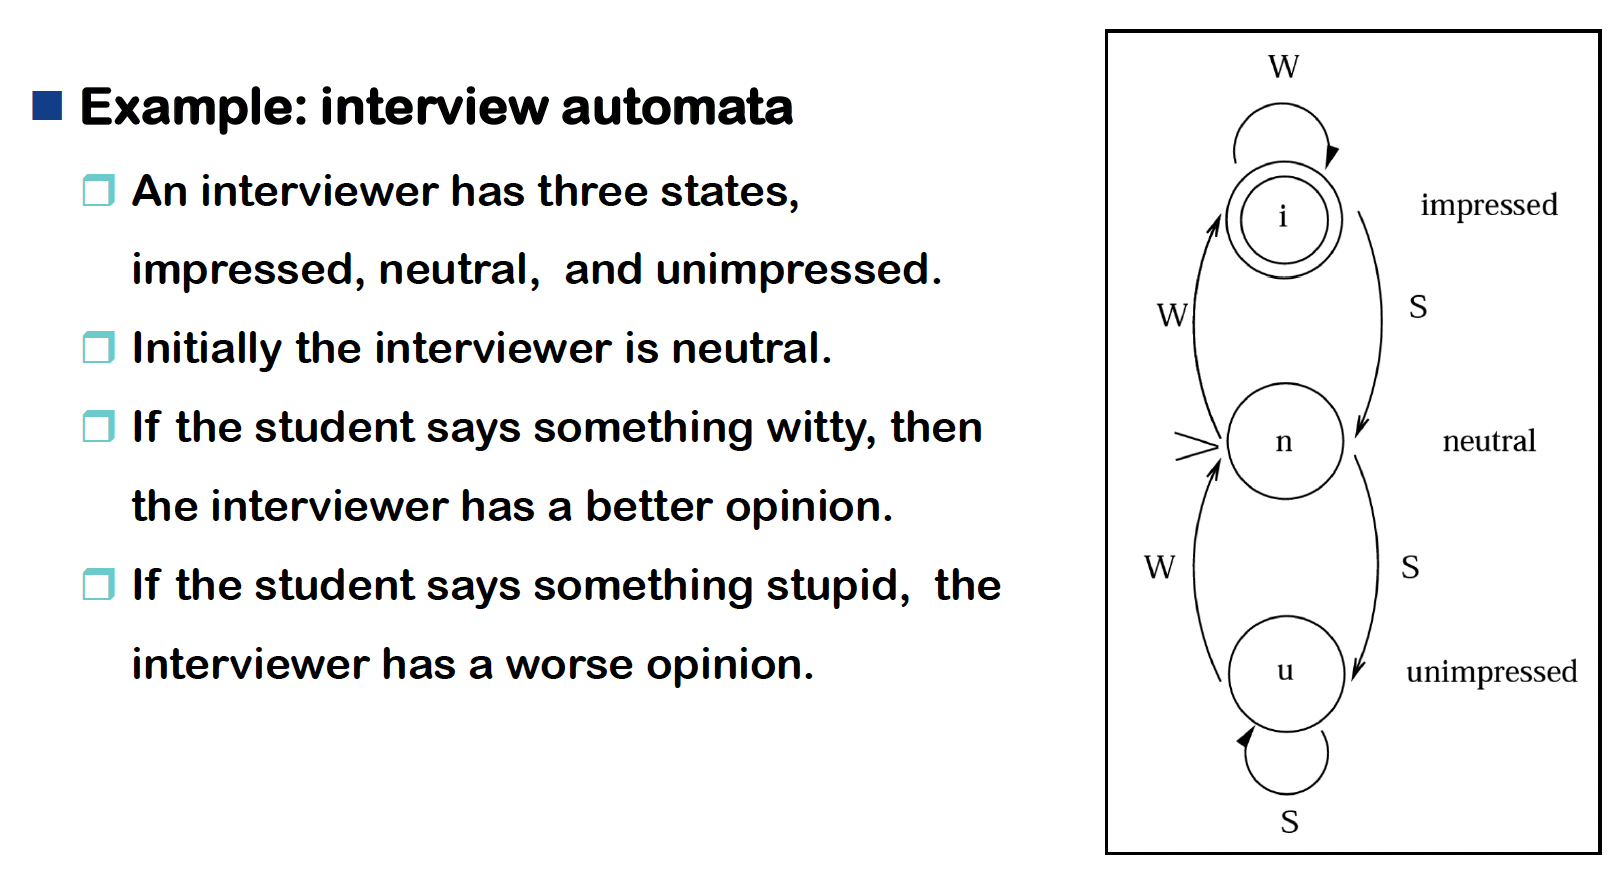 Example: interview automata
An interviewer has three states,
impressed, neutral, and unimpressed.
Initially the interviewer is neutral.
If the student says something witty, then
the interviewer has a better opinion.
If the student says something stupid, the
interviewer has a worse opinion.
W
i
impressed
W
S
n
neutral
W
S
u
unimpressed
S